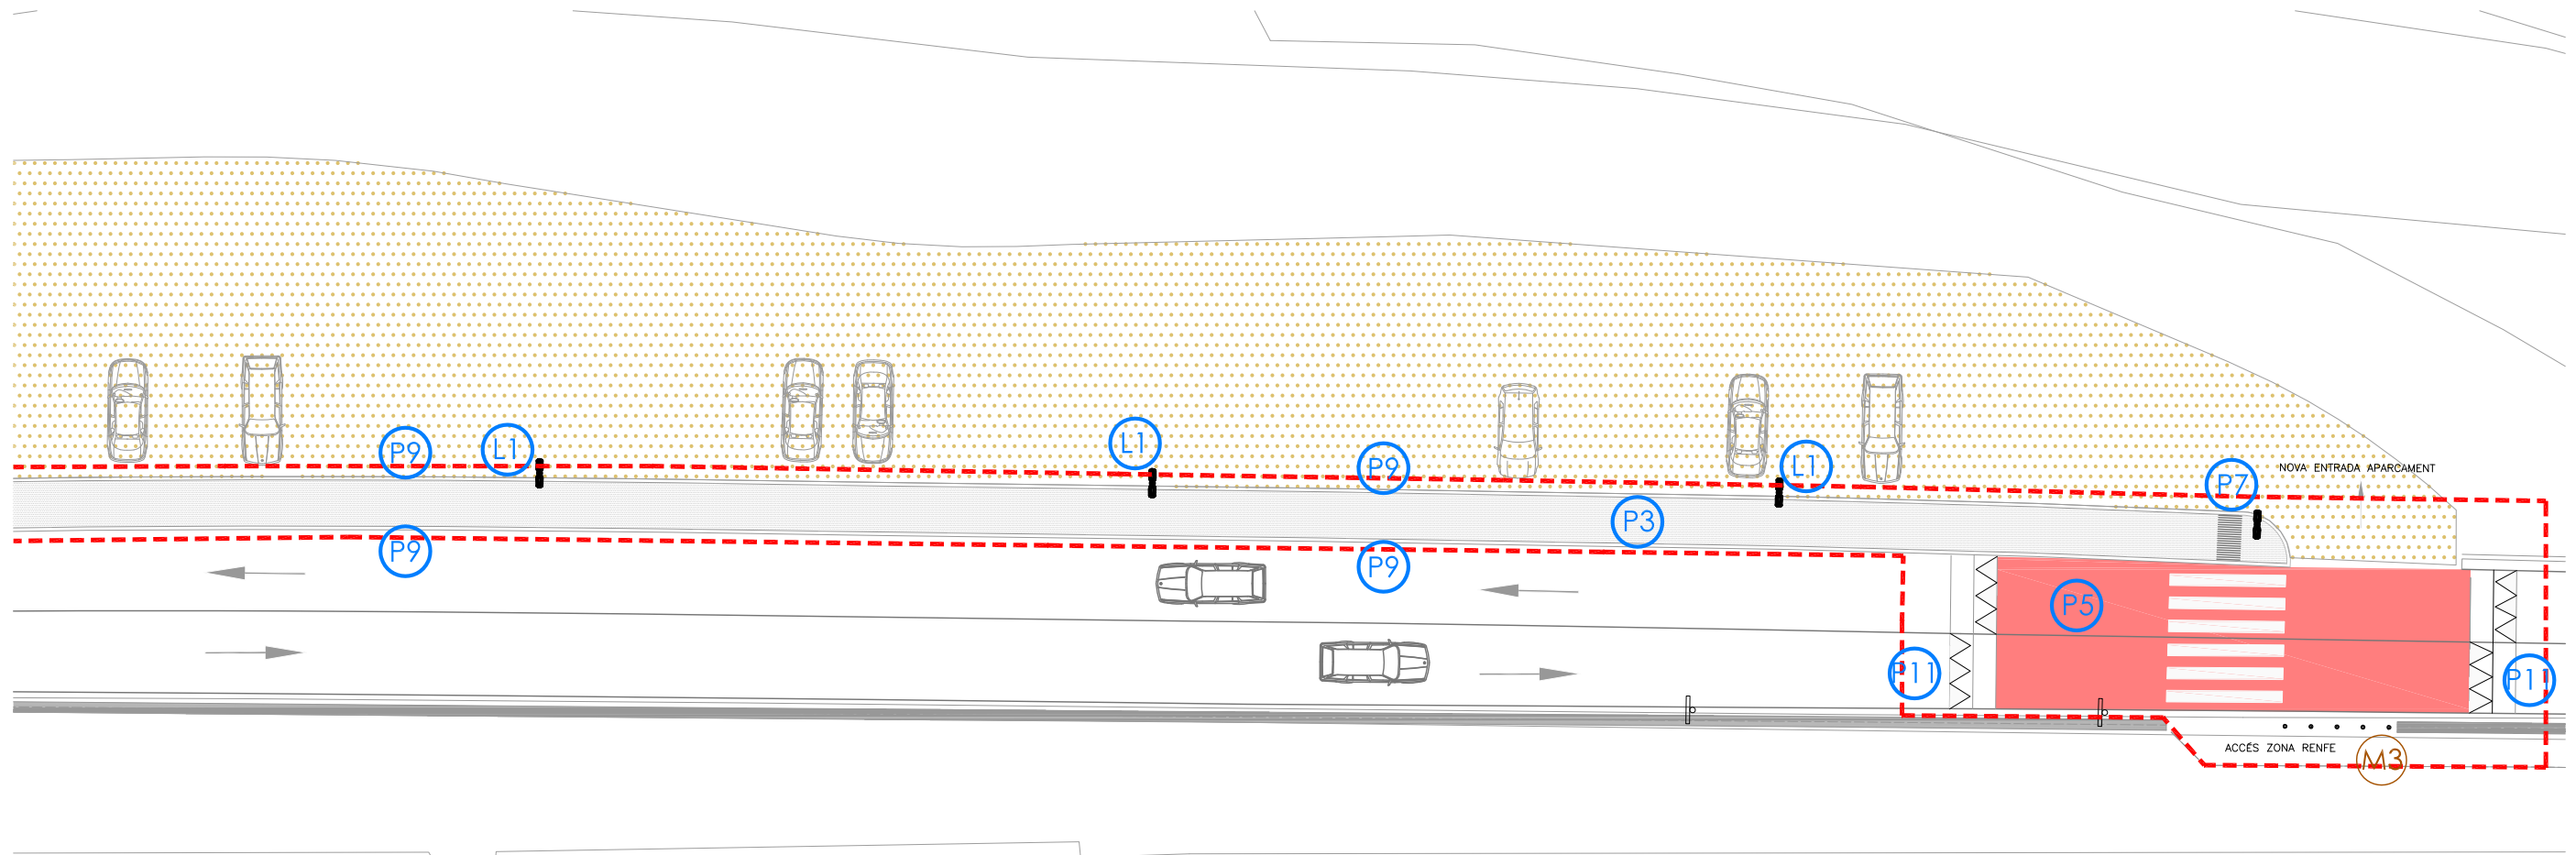 P9
L1
L1
P9
L1
P7
NOVA ENTRADA APARCAMENT
P3
P9
P9
P5
P11
P11
ACCÉS ZONA RENFE
M3